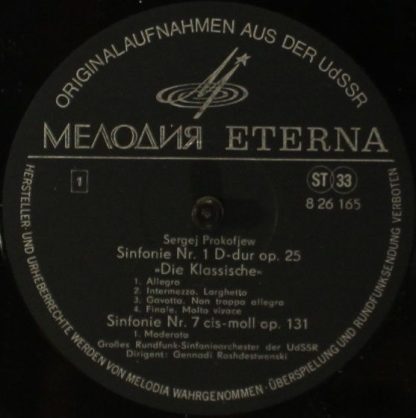 ORIGINALAUFNAHMEN AUS DER UdSSR
МЕЛОДИЯ ETERNA
1
ST 33
8 26 165
Sergej Prokofjew
Sinfonie Nr. 1 D-dur op. 25
»Die Klassische«
1. Allegro
2. Intermezzo. Larghetto
3. Gavotta. Non troppo allegro
4. Finale. Molto vivace
Sinfonie Nr. 7 cis-moll op. 131
1. Moderato
Großes Rundfunk-Sinfonieorchester der UdSSR
Dirigent: Gennadi Roshdestwenski
HERSTELLER- UND URHEBERRECHTE WERDEN VON MELODIA WAHRGENOMMEN · ÜBERSPIELUNG UND RUNDFUNKSENDUNG VERBOTEN